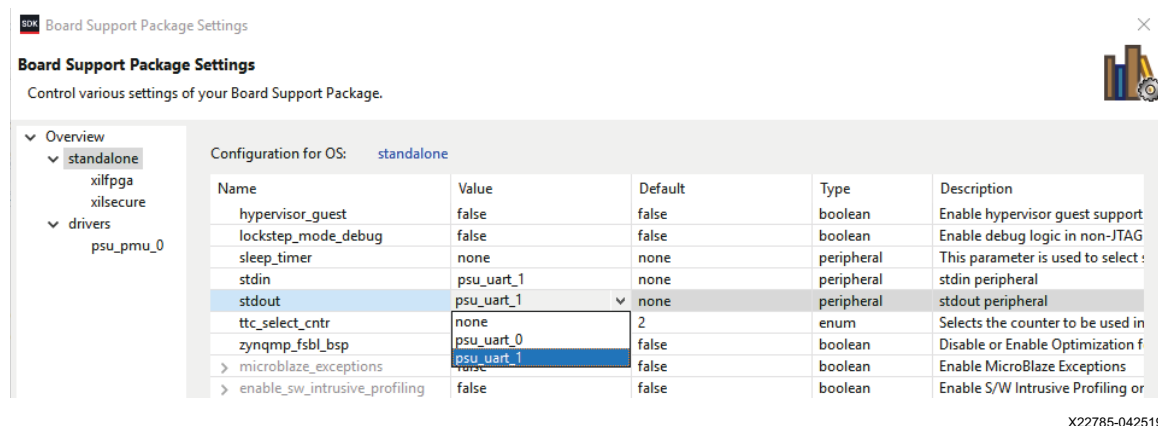 SDK Board Support Package Settings
Board Support Package Settings
Control various settings of your Board Support Package.
Overview
standalone
xilfpga
xilsecure
drivers
psu_pmu_0
Configuration for OS: standalone
Name Value Default Type Description
hypervisor_guest false false boolean Enable hypervisor guest support
lockstep_mode_debug false false boolean Enable debug logic in non-JTAG
sleep_timer none none peripheral This parameter is used to select
stdin psu_uart_1 none peripheral stdin peripheral
stdout psu_uart_1 none peripheral stdout peripheral
ttc_select_cntr none 2 enum Selects the counter to be used in
zynqmp_fsbl_bsp psu_uart_0 false boolean Disable or Enable Optimization f
microblaze_exceptions psu_uart_1 false boolean Enable MicroBlaze Exceptions
enable_sw_intrusive_profiling false false boolean Enable S/W Intrusive Profiling or
X22785-042519